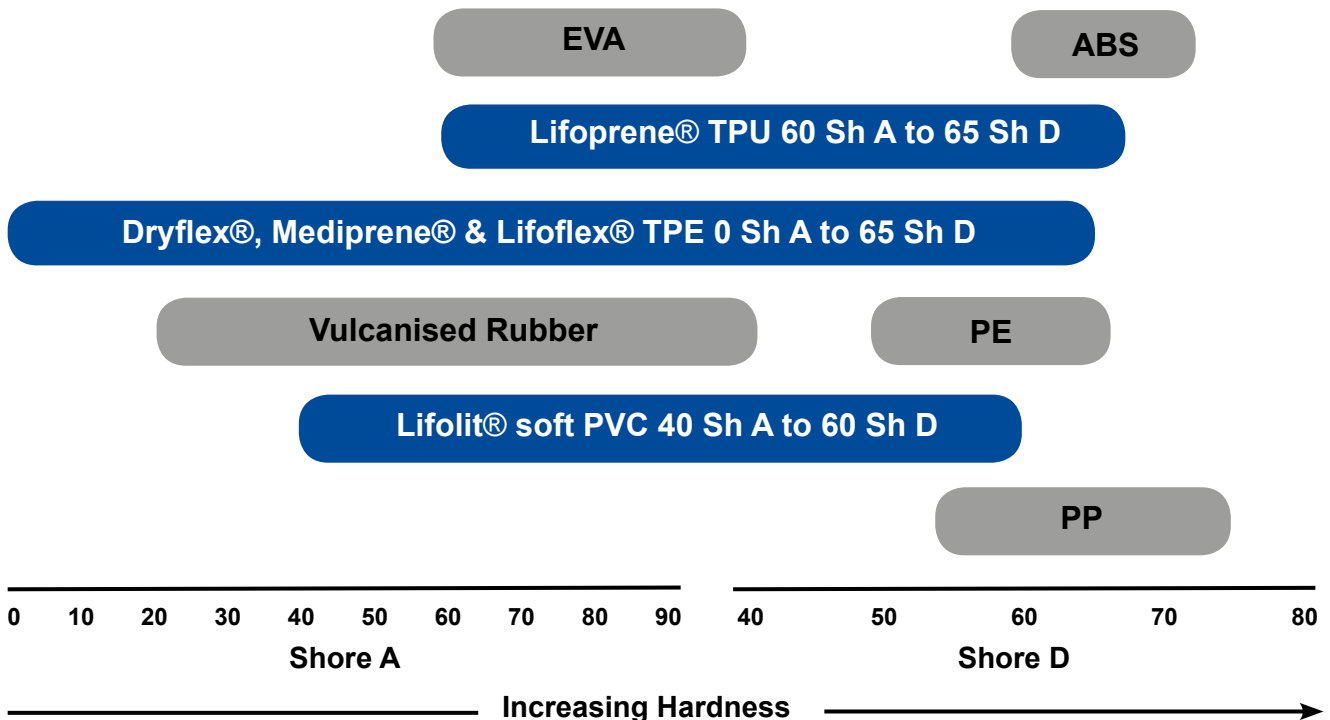 EVA
ABS
Lifoprene® TPU 60 Sh A to 65 Sh D
Dryflex®, Mediprene® & Lifoflex® TPE 0 Sh A to 65 Sh D
Vulcanised Rubber
PE
Lifolit® soft PVC 40 Sh A to 60 Sh D
PP
0 10 20 30 40 50 60 70 80 90 40 50 60 70 80
Shore A
Shore D
Increasing Hardness